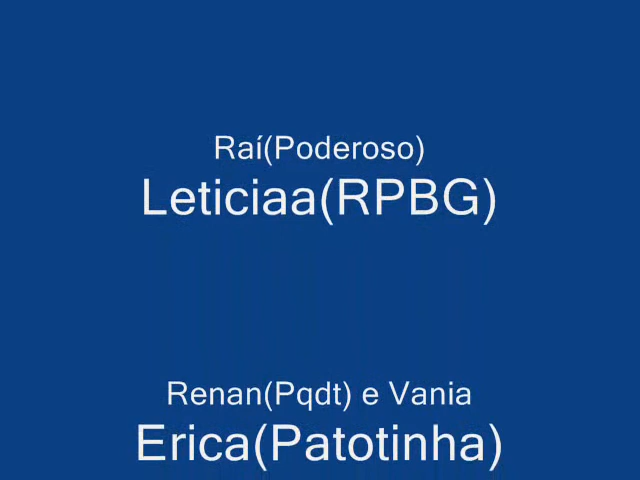 Raí(Poderoso)
Leticiaa(RPBG)
Renan(Pqdt) e Vania
Erica(Patotinha)